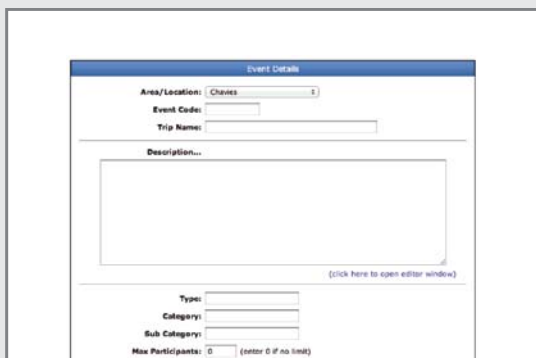 Event Details
Area/Location: Chavies
Event Code:
Trip Name:
Description...
(click here to open editor window)
Type:
Category:
Sub Category:
Max Participants: 0 (enter 0 if no limit)